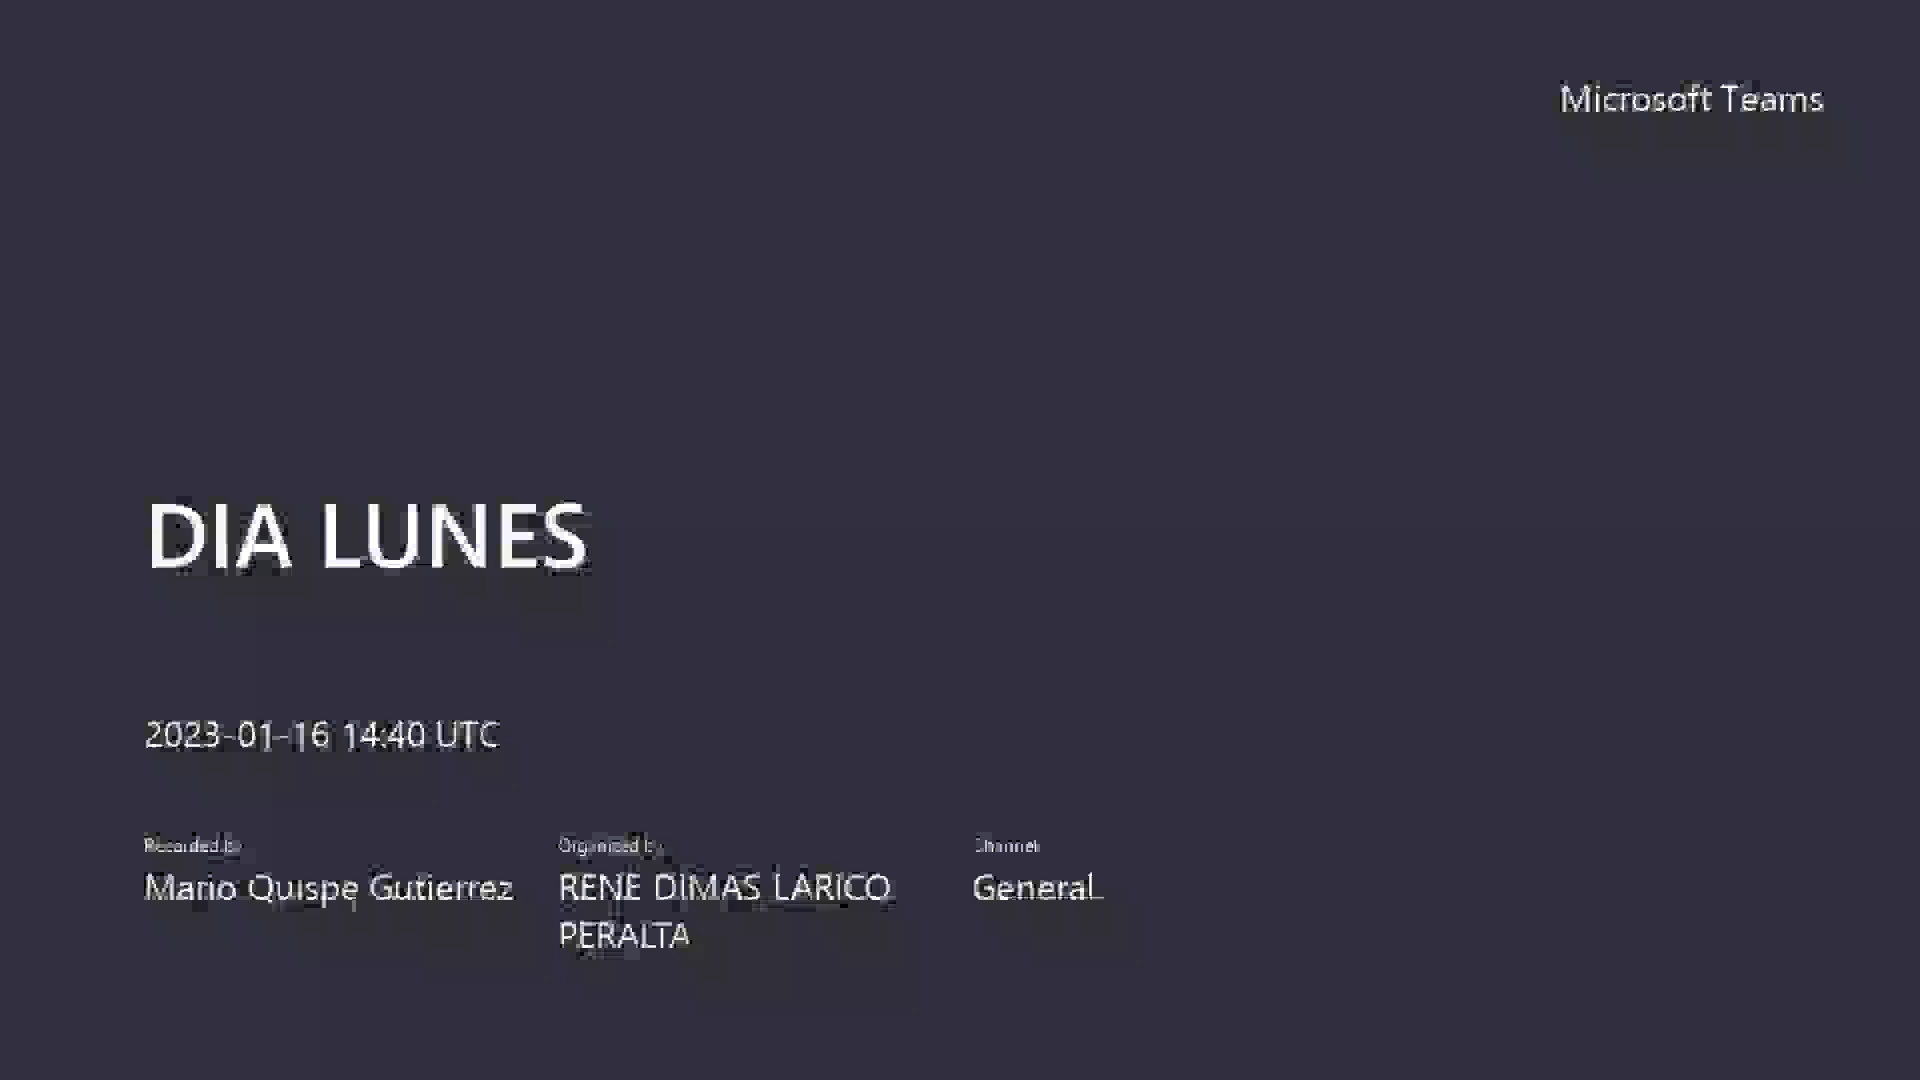 Microsoft Teams
DIA LUNES
2023-01-16 14:40 UTC
Recorded by
Organized by
Channel
Mario Quispe Gutierrez
RENE DIMAS LARICO
PERALTA
General